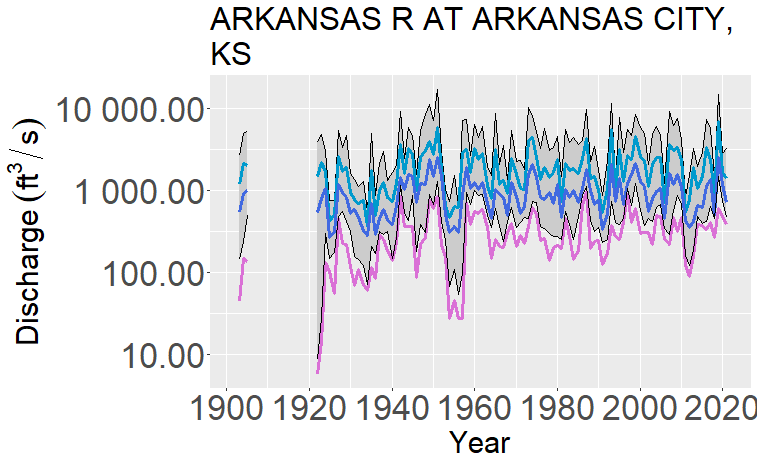 ARKANSAS R AT ARKANSAS CITY,
KS
Discharge (ft³/s)
10 000.00
1 000.00
100.00
10.00
1900 1920 1940 1960 1980 2000 2020
Year